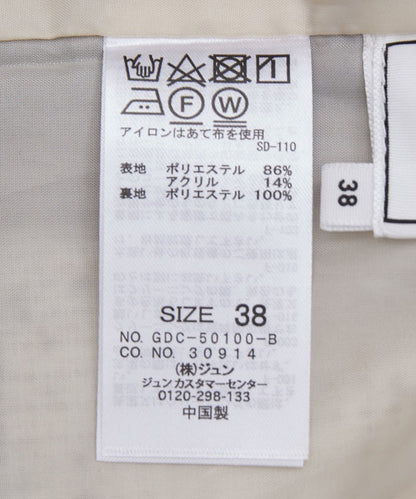 F W
アイロンはあて布を使用
SD-110
表地 ポリエステル 86%
アクリル 14%
裏地 ポリエステル 100%
SIZE 38
NO. GDC-50100-B
CO. NO. 30914
(株)ジュン
ジュン カスタマーセンター
0120-298-133
中国製
38